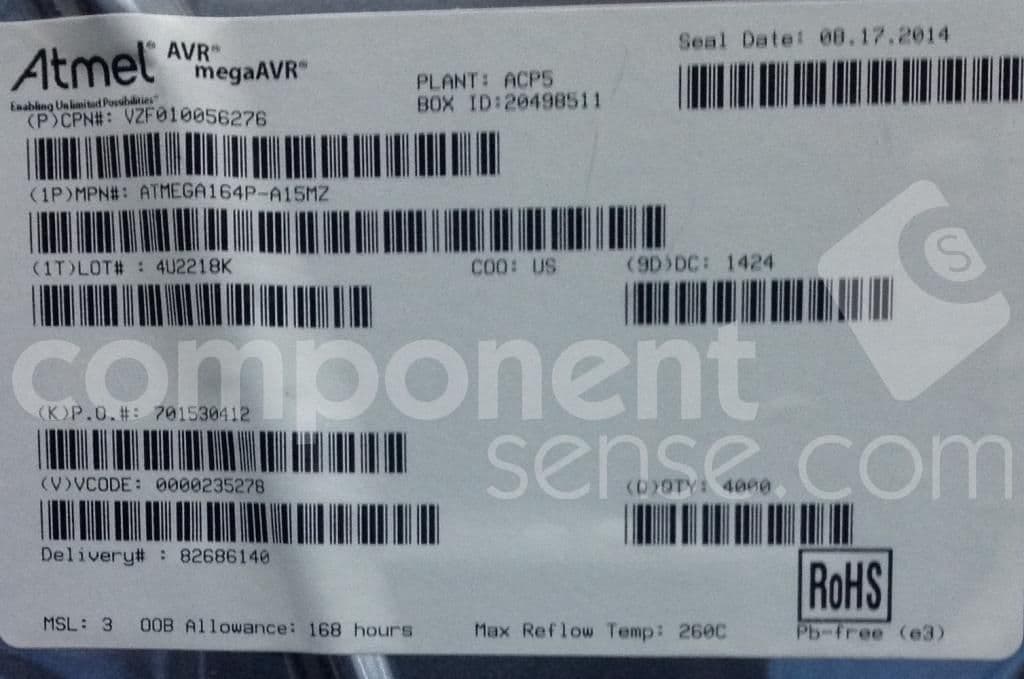 Atmel® AVR®
megaAVR®
Enabling Unlimited Possibilities®
Seal Date: 08.17.2014
PLANT: ACP5
BOX ID:20498511
(P)CPN#: VZF010056276
(1P)MPN#: ATMEGA164P-A15MZ
(1T)LOT# : 4U2218K
COO: US
(9D)DC: 1424
component
sense.com
CS
(K)P.O.#: 701530412
(V)VCODE: 0000235278
(Q)QTY: 4000
Delivery# : 82686140
RoHS
MSL: 3 OOB Allowance: 168 hours Max Reflow Temp: 260C Pb-free (e3)